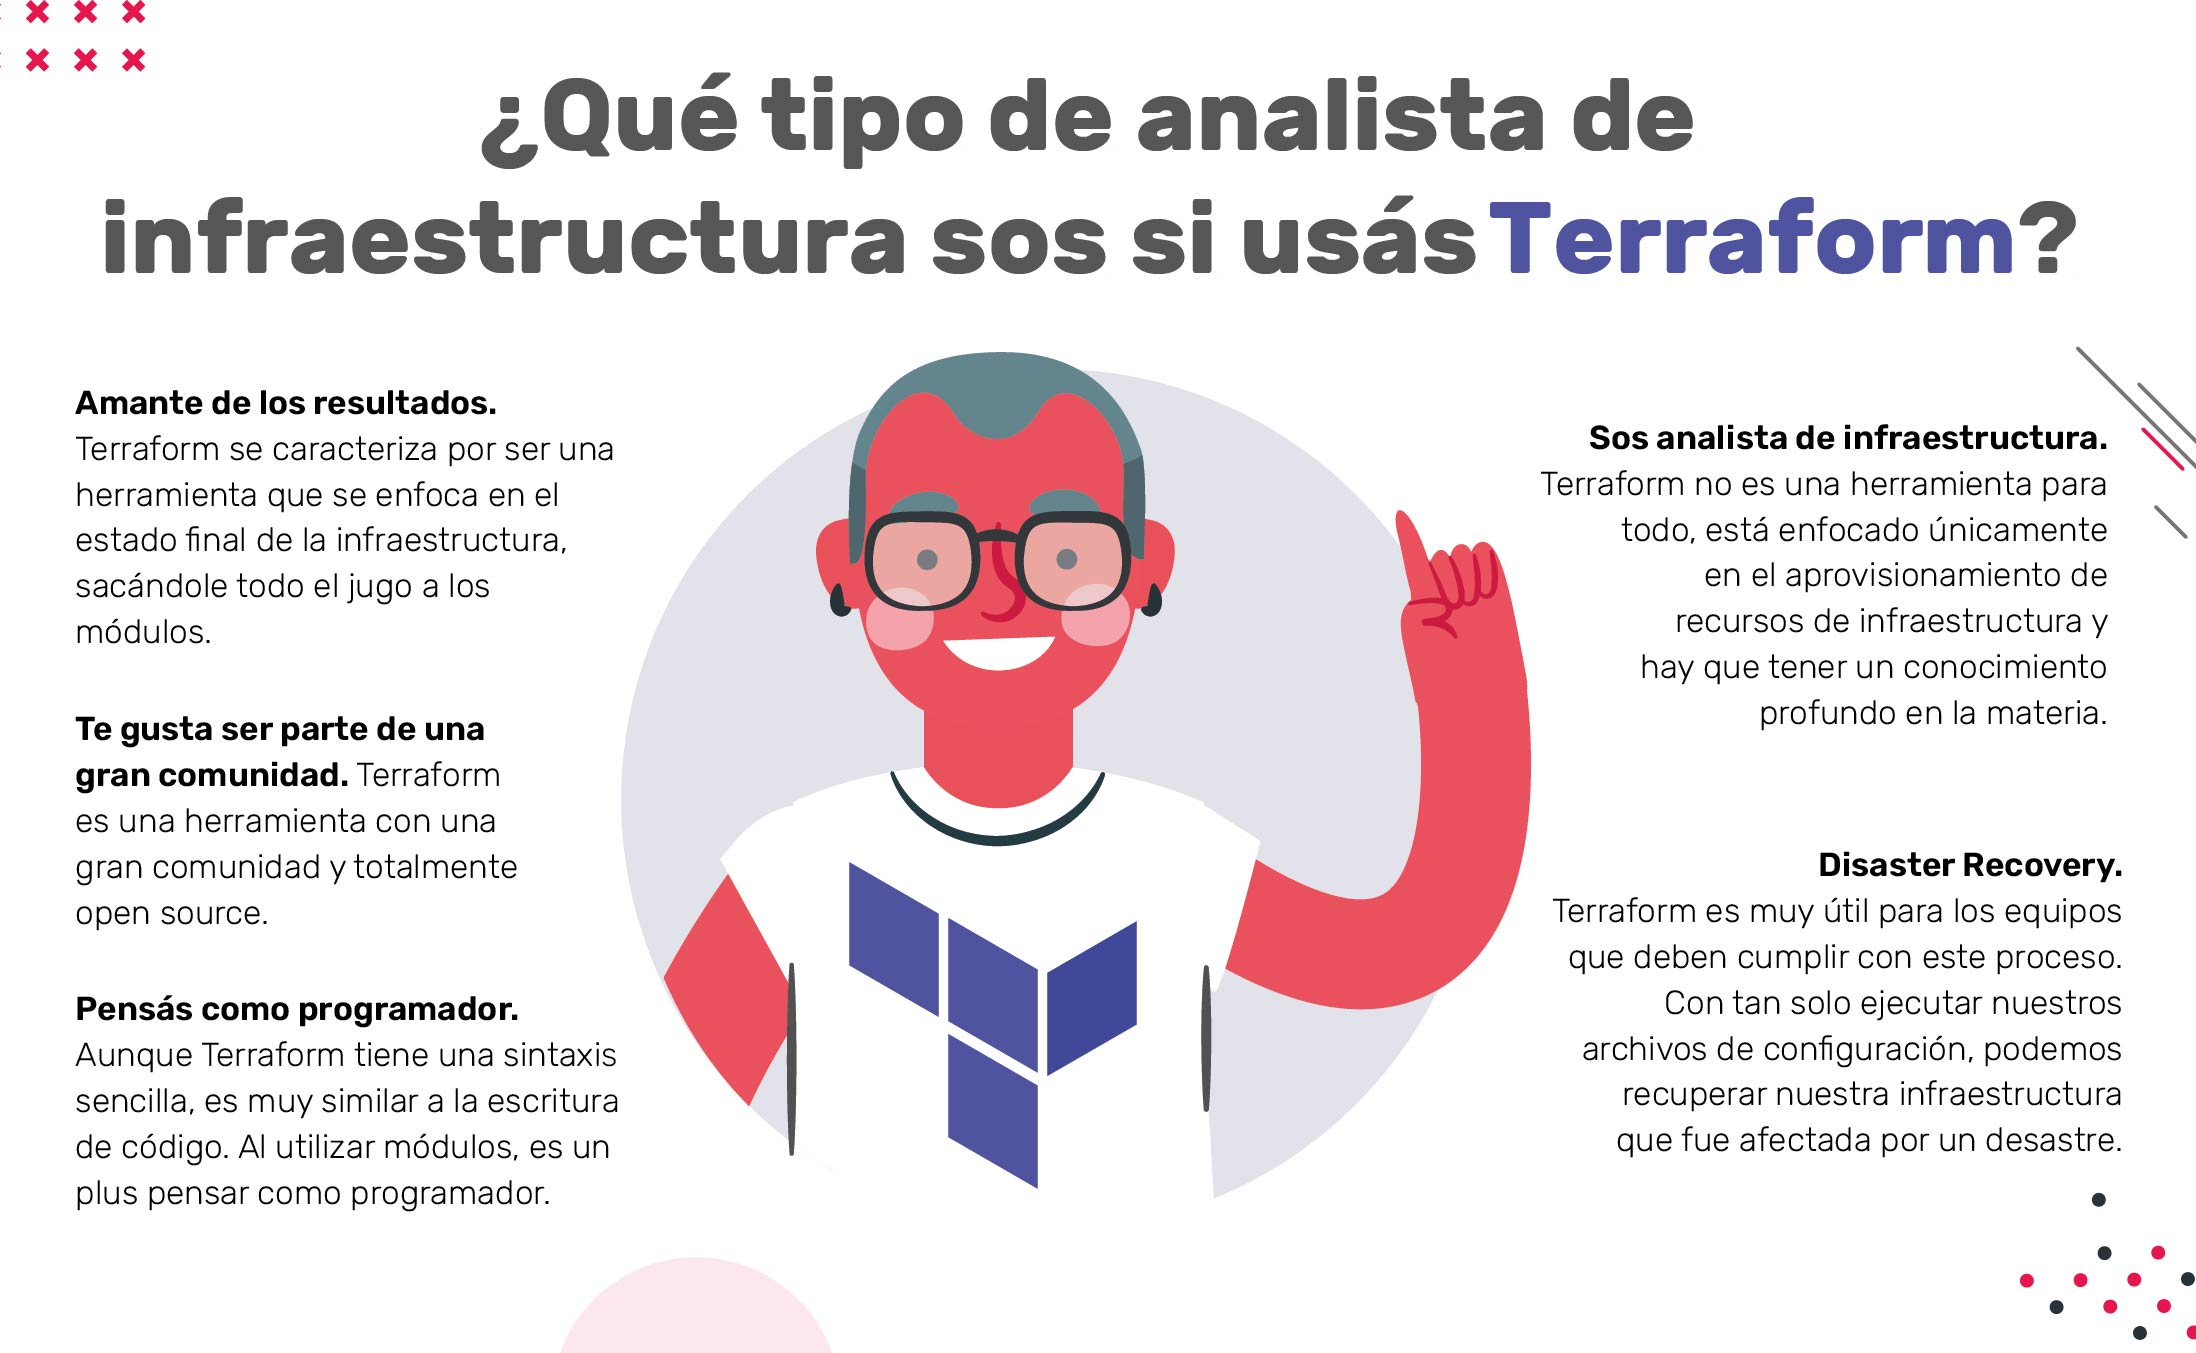 ¿Qué tipo de analista de
infraestructura sos si usás Terraform?
Amante de los resultados.
Terraform se caracteriza por ser una
herramienta que se enfoca en el
estado final de la infraestructura,
sacándole todo el jugo a los
módulos.
Te gusta ser parte de una
gran comunidad. Terraform
es una herramienta con una
gran comunidad y totalmente
open source.
Pensás como programador.
Aunque Terraform tiene una sintaxis
sencilla, es muy similar a la escritura
de código. Al utilizar módulos, es un
plus pensar como programador.
Sos analista de infraestructura.
Terraform no es una herramienta para
todo, está enfocado únicamente
en el aprovisionamiento de
recursos de infraestructura y
hay que tener un conocimiento
profundo en la materia.
Disaster Recovery.
Terraform es muy útil para los equipos
que deben cumplir con este proceso.
Con tan solo ejecutar nuestros
archivos de configuración, podemos
recuperar nuestra infraestructura
que fue afectada por un desastre.